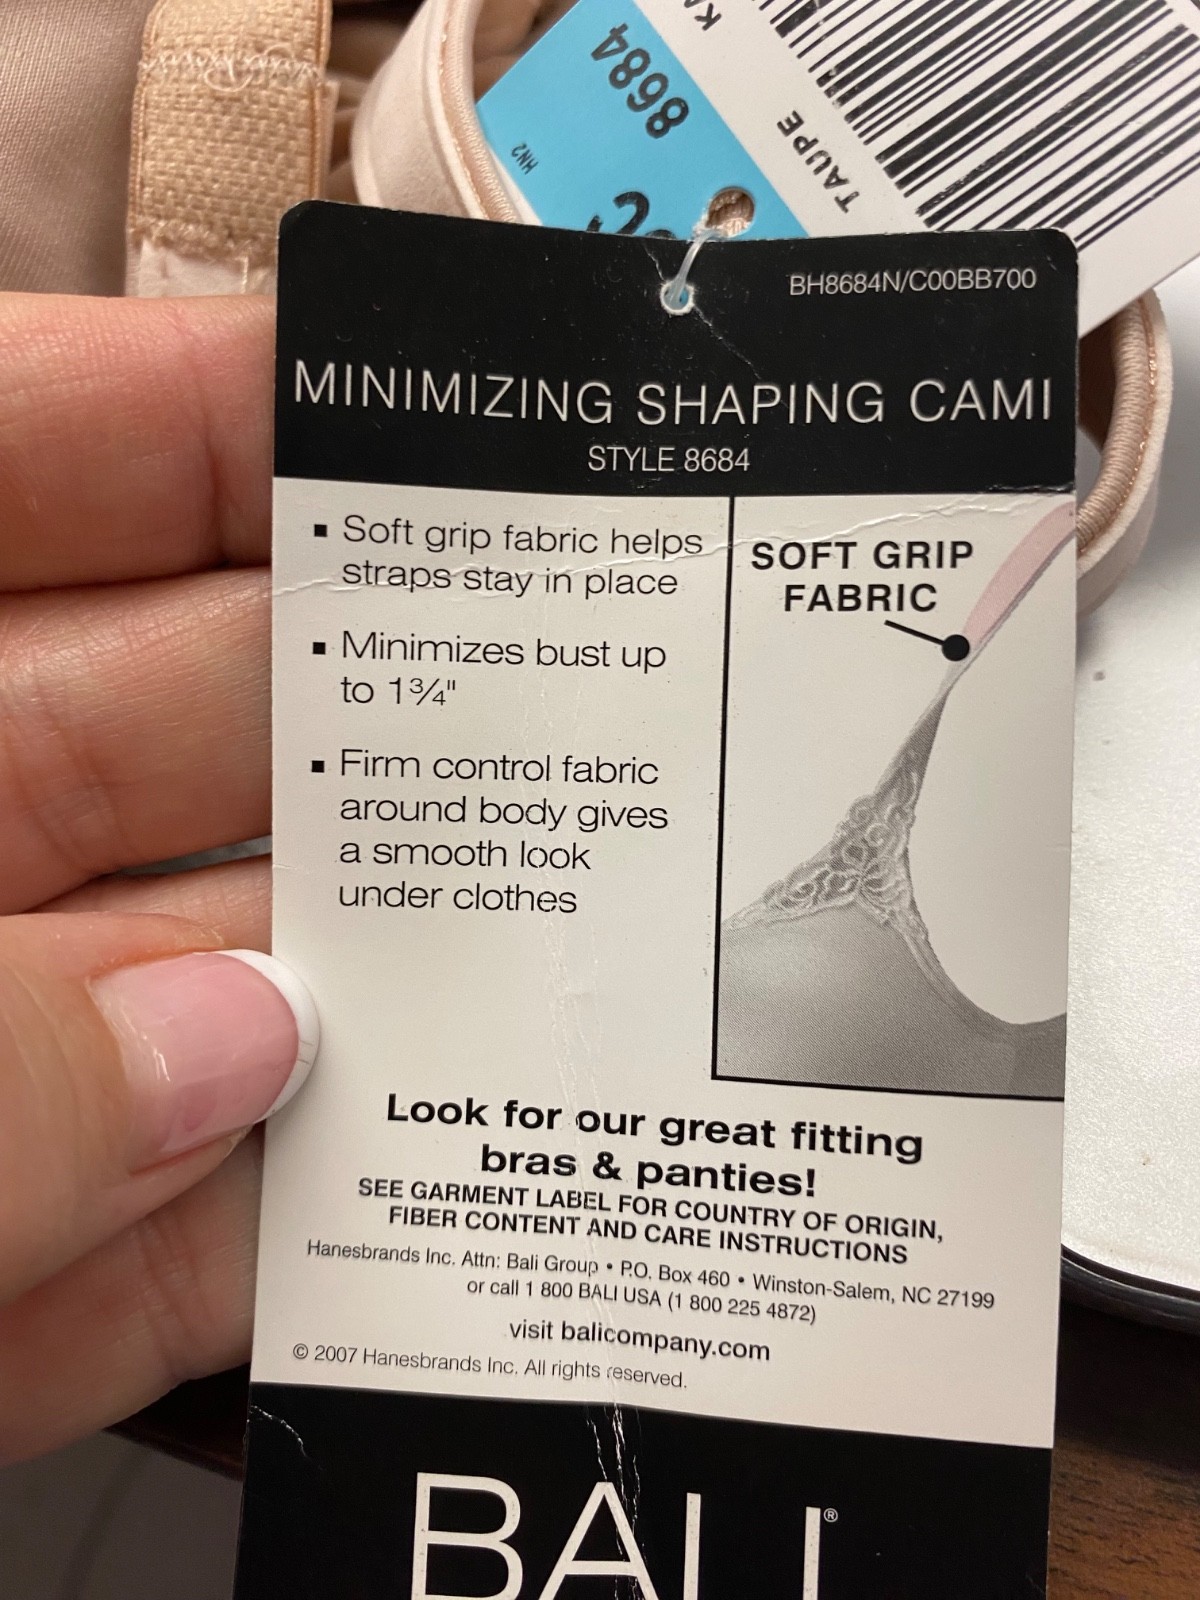 8684
HN2
TAUPE
BH8684N/C00BB700
MINIMIZING SHAPING CAMI
STYLE 8684
▪ Soft grip fabric helps
straps stay in place
▪ Minimizes bust up
to 1¾"
▪ Firm control fabric
around body gives
a smooth look
under clothes
SOFT GRIP
FABRIC
Look for our great fitting
bras & panties!
SEE GARMENT LABEL FOR COUNTRY OF ORIGIN,
FIBER CONTENT AND CARE INSTRUCTIONS
Hanesbrands Inc. Attn: Bali Group • P.O. Box 460 • Winston-Salem, NC 27199
or call 1 800 BALI USA (1 800 225 4872)
visit balicompany.com
© 2007 Hanesbrands Inc. All rights reserved.
BALI®